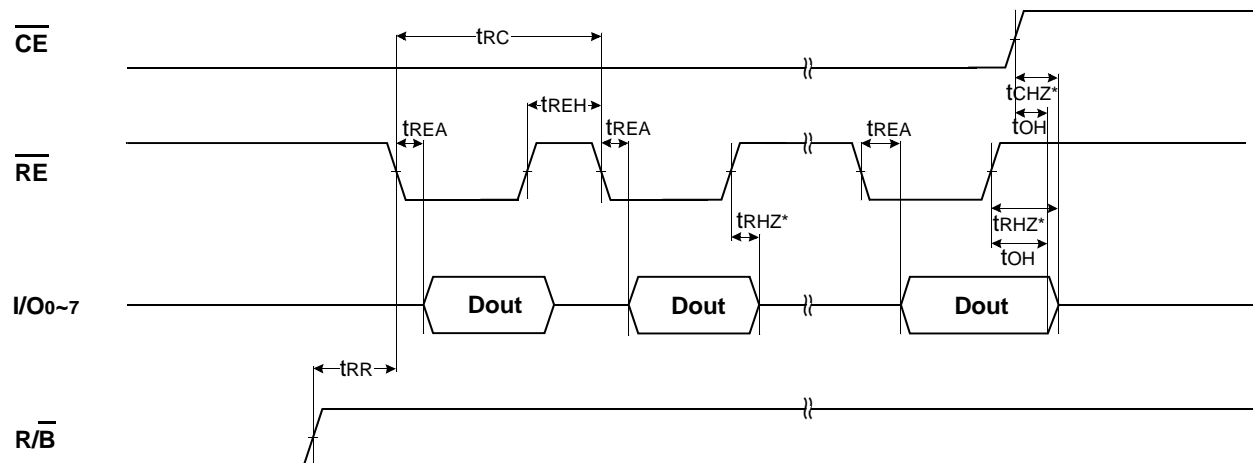 CE
tRC
tCHZ*
tREH
tOH
tREA
tREA
tREA
RE
tRHZ*
tRHZ*
tOH
I/O0~7
Dout
Dout
Dout
tRR
R/B